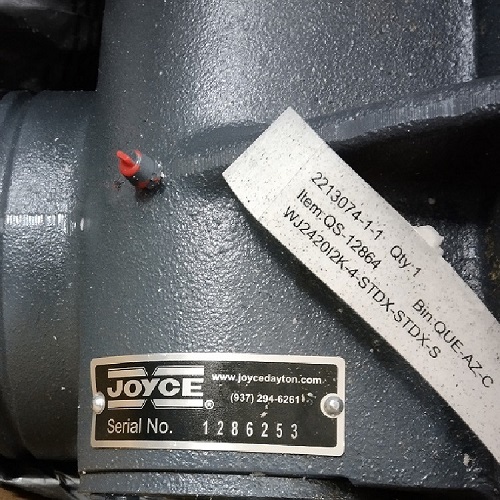 2213074-1-1 Qty:1
Item:QS-12864 Bin:QUE-AZ-C
WJ242012K-4-STDX-STDX-S
JOYCE
®
www.joycedayton.com
(937) 294-6261
Serial No. 1286253